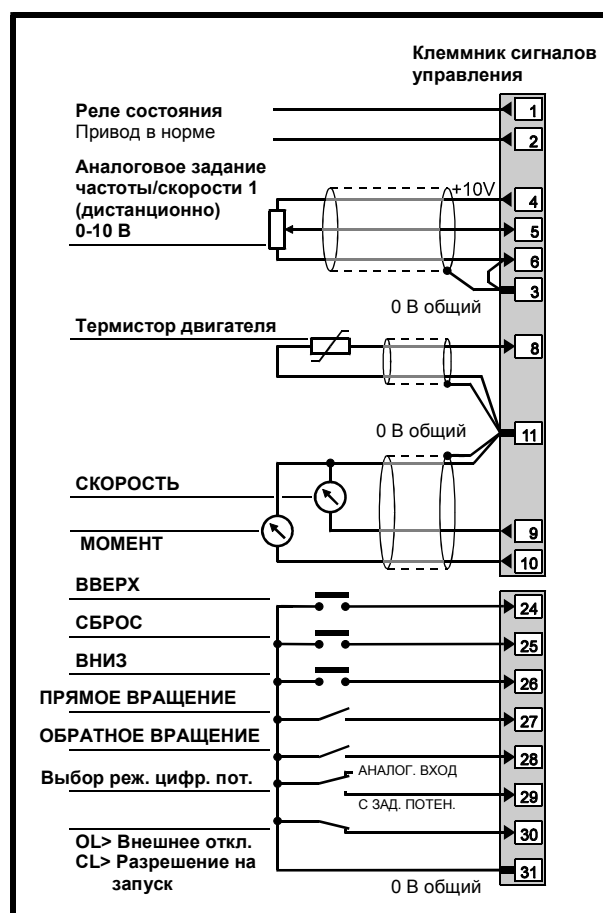 Клеммник сигналов
управления
Реле состояния
Привод в норме
1
2
Аналоговое задание
частоты/скорости 1
(дистанционно)
0-10 В
+10V
4
5
6
3
0 В общий
Термистор двигателя
8
0 В общий
11
СКОРОСТЬ
МОМЕНТ
9
10
ВВЕРХ
24
СБРОС
25
ВНИЗ
26
ПРЯМОЕ ВРАЩЕНИЕ
27
ОБРАТНОЕ ВРАЩЕНИЕ
28
Выбор реж. цифр. пот.
АНАЛОГ. ВХОД
29
С ЗАД. ПОТЕН.
30
OL> Внешнее откл.
CL> Разрешение на
запуск
31
0 В общий